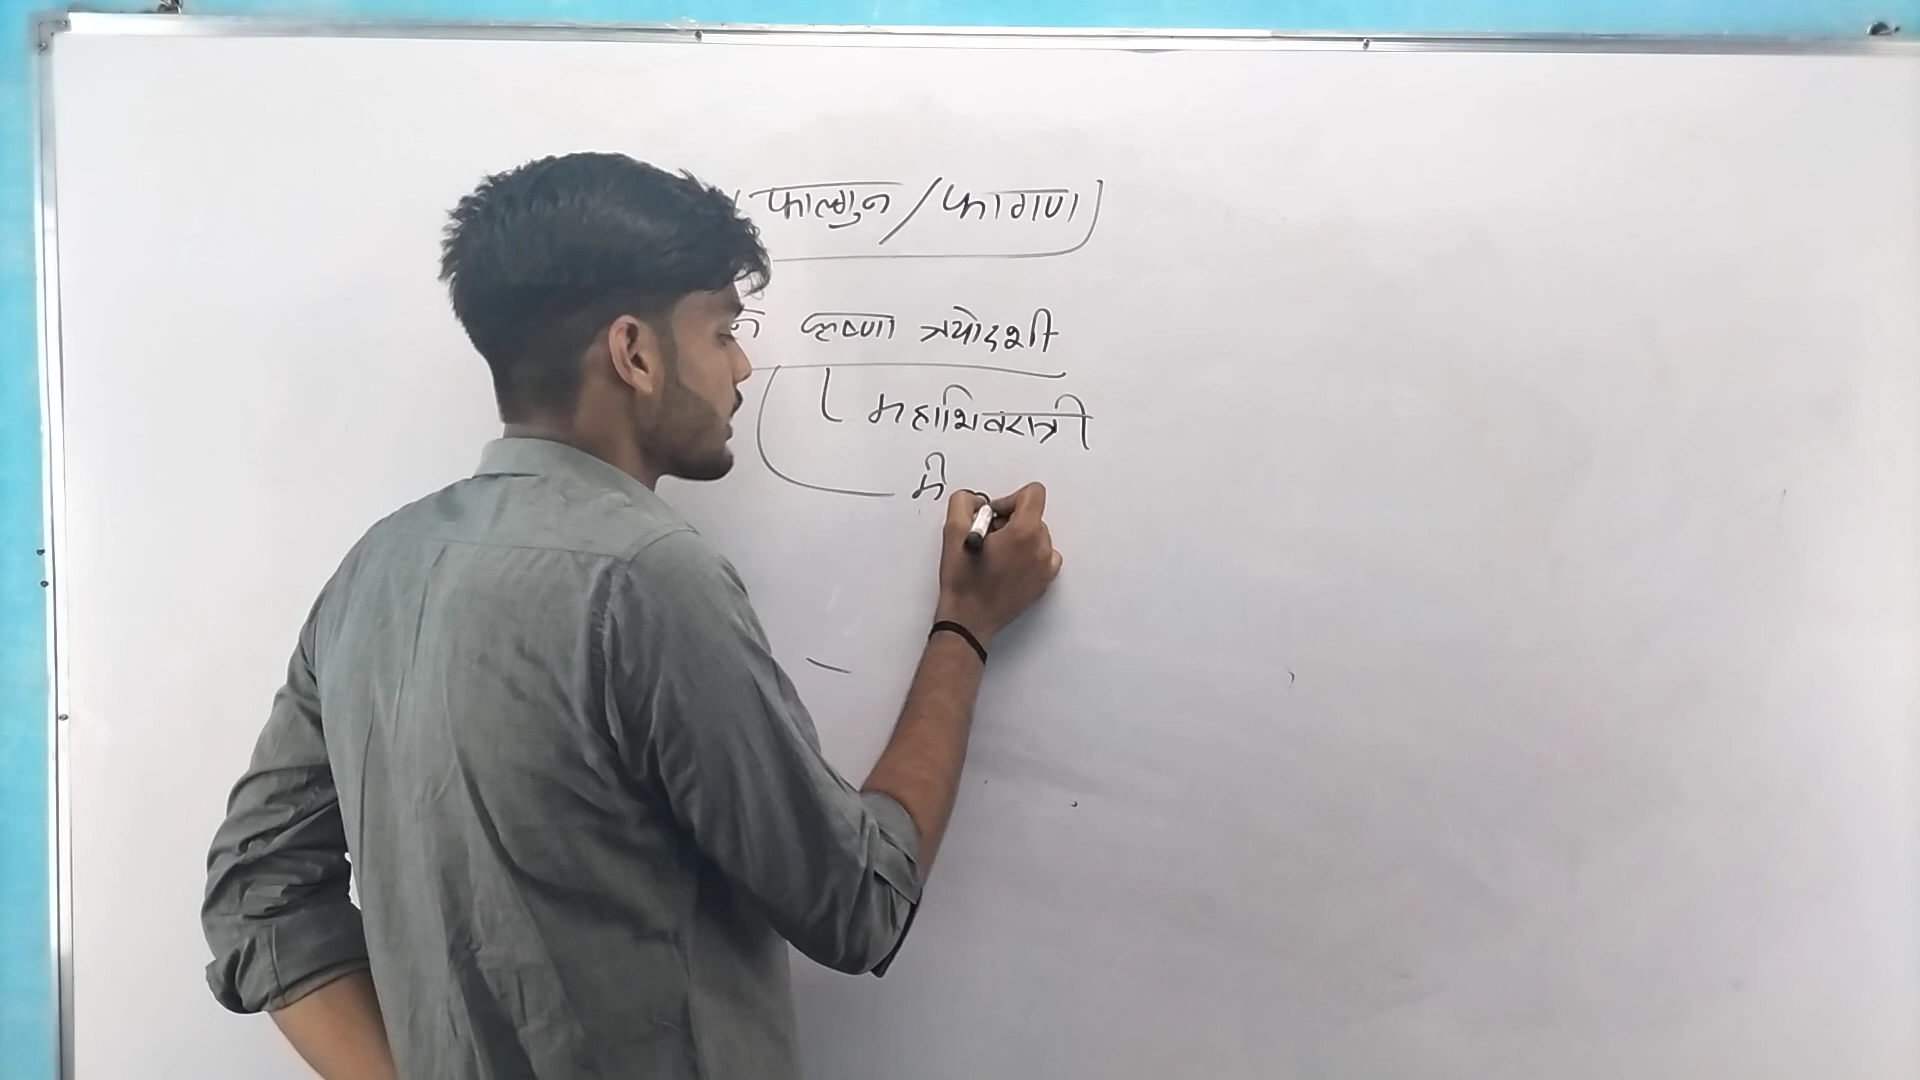 (फाल्गुन / फागण)
न कृष्णा त्रयोदशी
महाशिवरात्री
मे